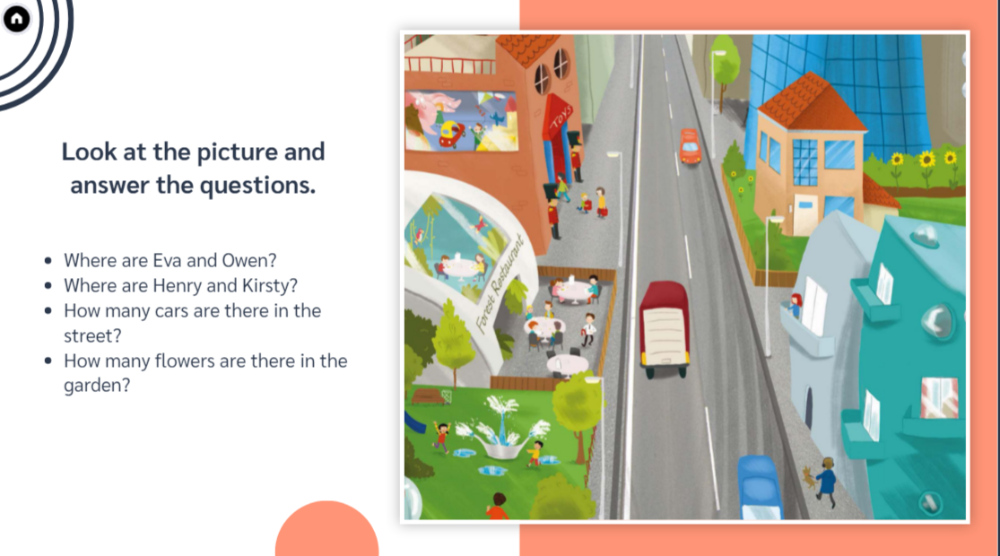 Look at the picture and
answer the questions.
• Where are Eva and Owen?
• Where are Henry and Kirsty?
• How many cars are there in the
street?
• How many flowers are there in the
garden?
TOYS
Forest Restaurant